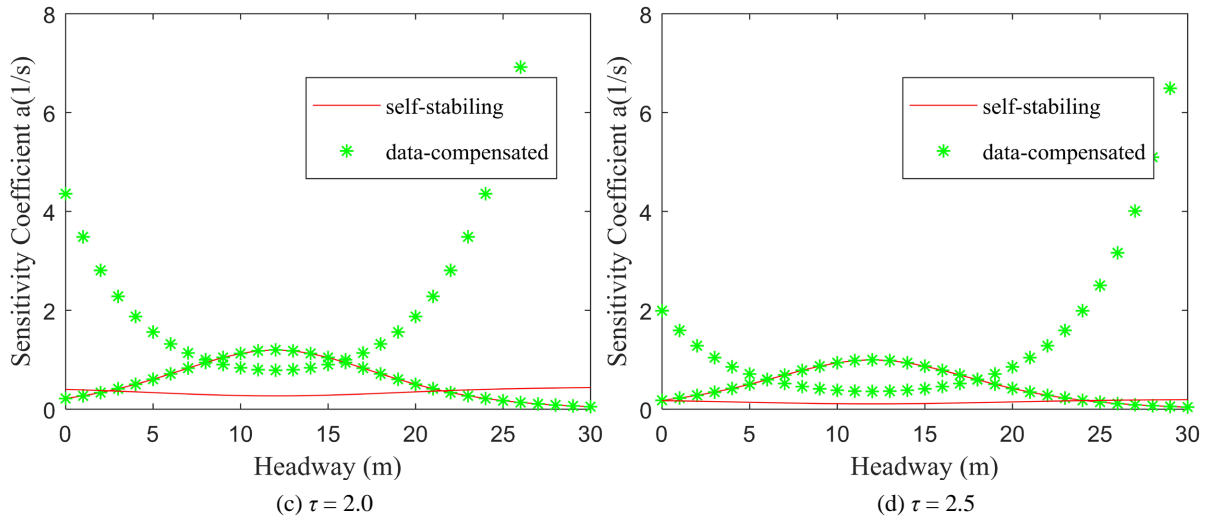 8
6
4
2
0
Sensitivity Coefficient a(1/s)
self-stabiling
data-compensated
0 5 10 15 20 25 30
Headway (m)
(c) τ = 2.0
8
6
4
2
0
Sensitivity Coefficient a(1/s)
self-stabiling
data-compensated
0 5 10 15 20 25 30
Headway (m)
(d) τ = 2.5